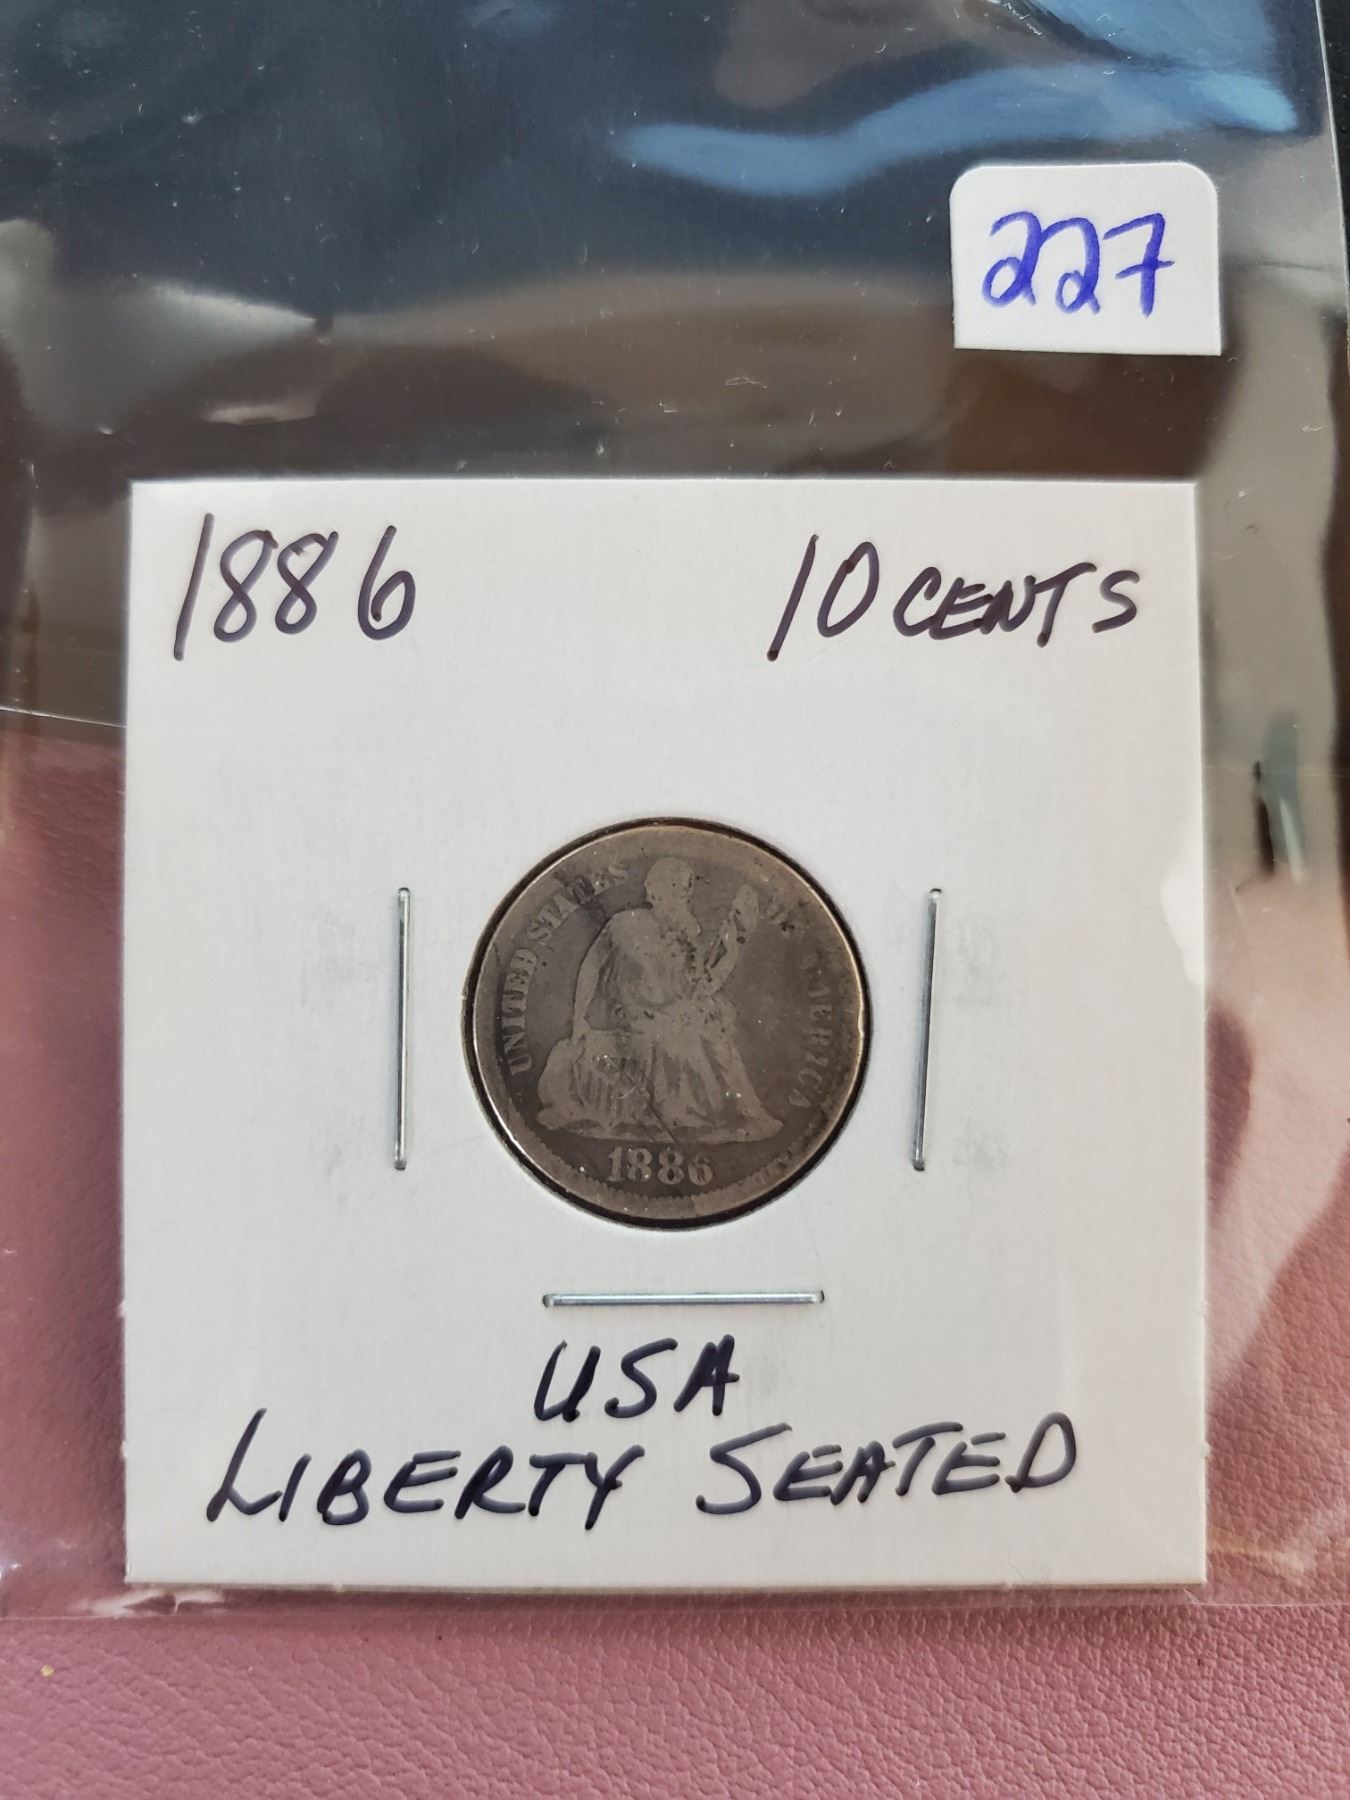 227
1886 10 CENTS
UNITED STATES OF AMERICA
1886
USA
LIBERTY SEATED